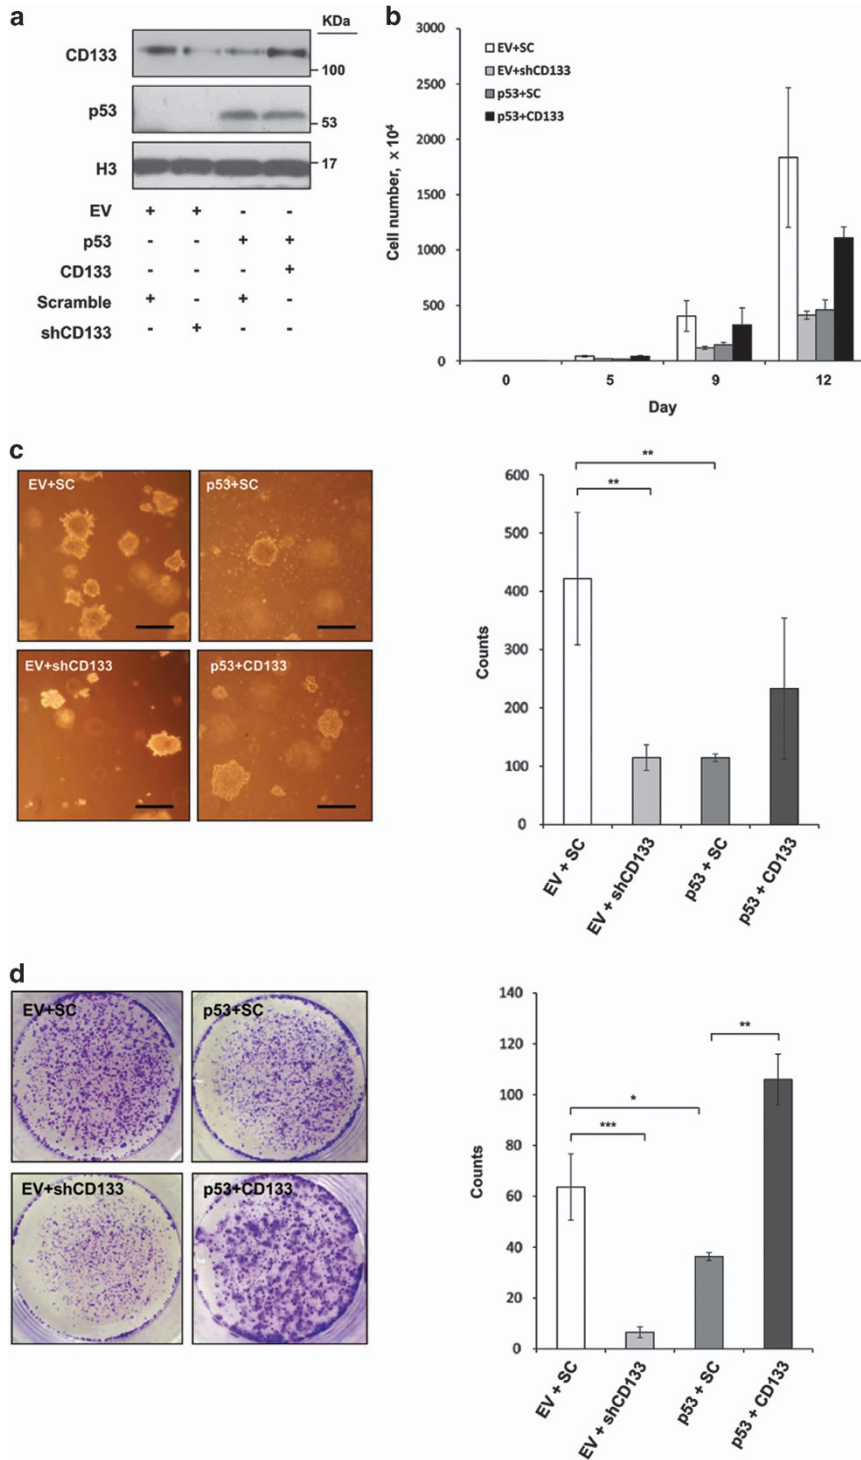 a
KDa
CD133
100
p53
53
H3
17
EV + + - -
p53 - - + +
CD133 - - - +
Scramble + - + -
shCD133 - + - -
b
3000
2500
2000
1500
1000
500
0
Cell number, × 10⁴
EV+SC
EV+shCD133
p53+SC
p53+CD133
0 5 9 12
Day
c
EV+SC
p53+SC
EV+shCD133
p53+CD133
600
500
400
300
200
100
0
Counts
**
**
EV + SC
EV + shCD133
p53 + SC
p53 + CD133
d
EV+SC
p53+SC
EV+shCD133
p53+CD133
140
120
100
80
60
40
20
0
Counts
**
*
***
EV + SC
EV + shCD133
p53 + SC
p53 + CD133